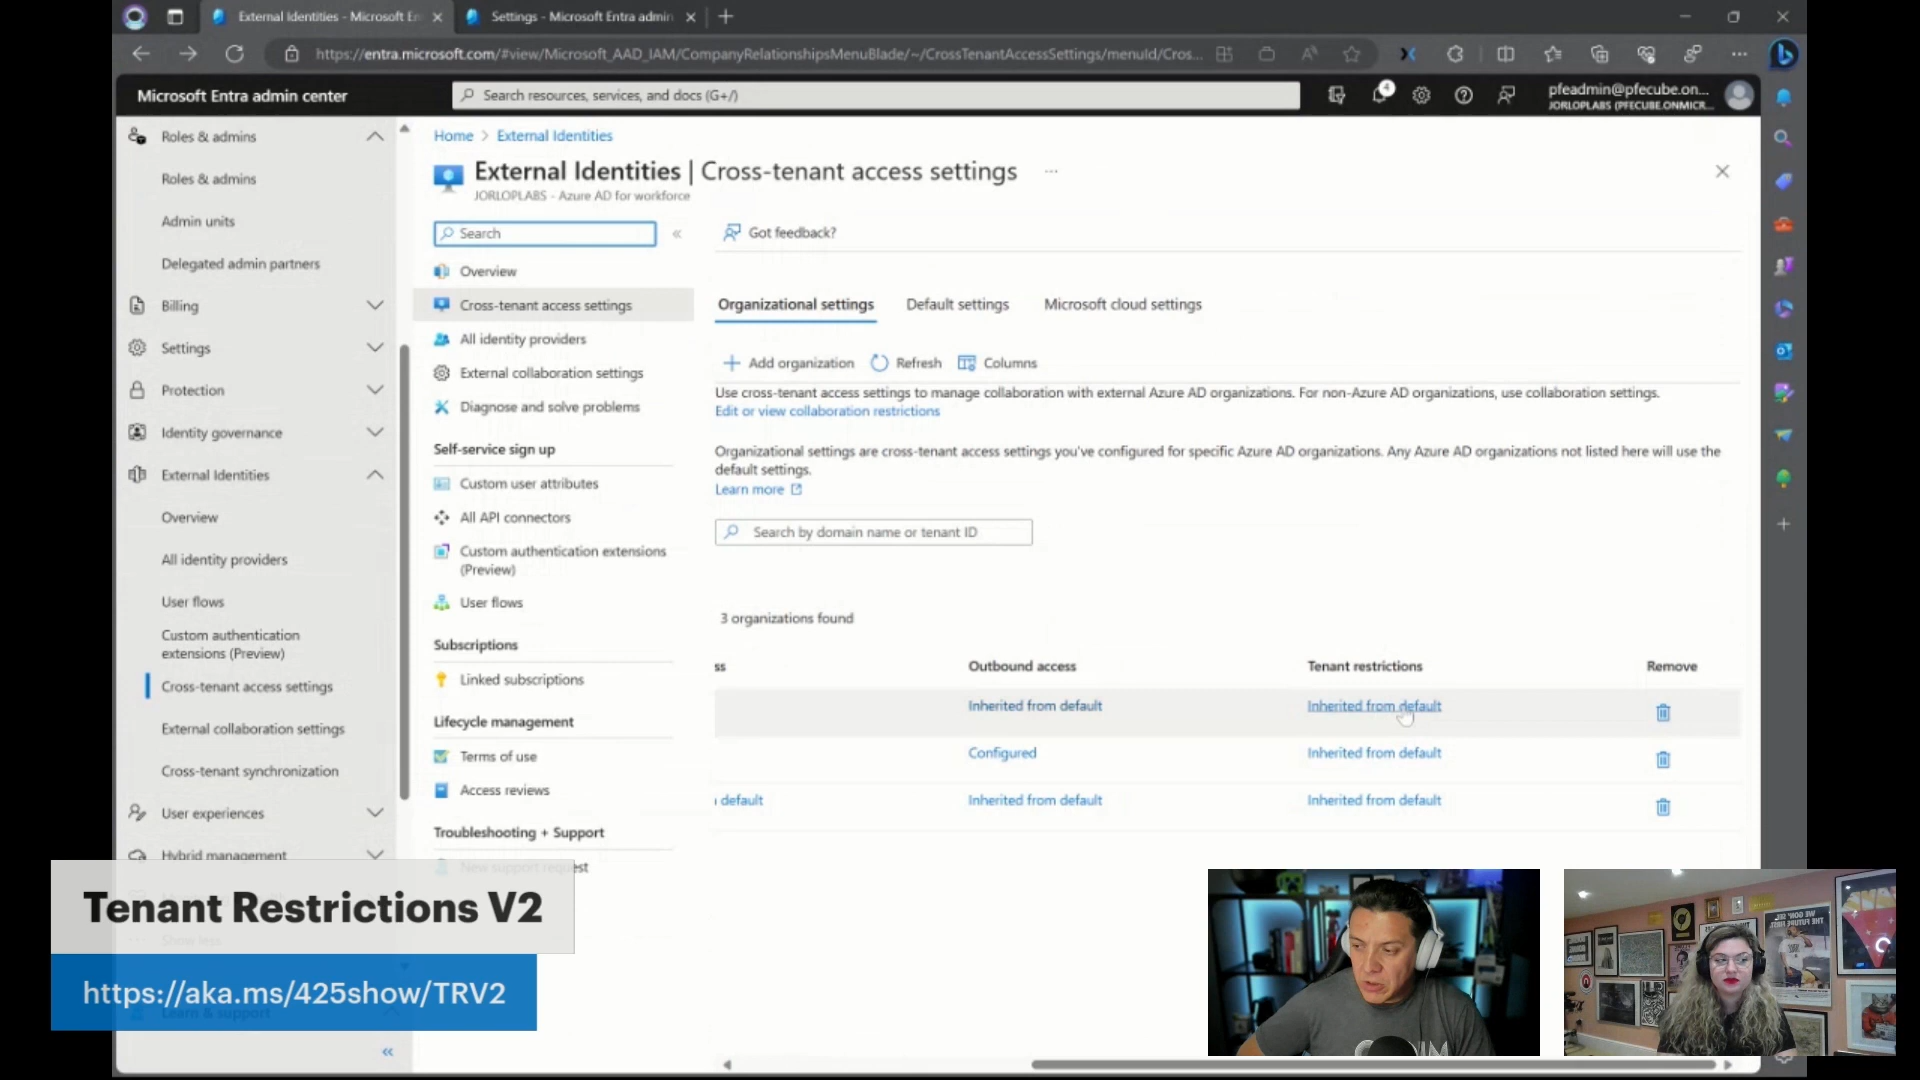 External Identities - Microsoft En
Settings - Microsoft Entra admin
https://entra.microsoft.com/#view/Microsoft_AAD_IAM/CompanyRelationshipsMenuBlade/~/CrossTenantAccessSettings/menuId/Cros...
Microsoft Entra admin center
Search resources, services, and docs (G+/)
4
pfeadmin@pfecube.on...
JORLOPLABS (PFECUBE.ONMICR...
Roles & admins
Roles & admins
Admin units
Delegated admin partners
Billing
Settings
Protection
Identity governance
External Identities
Overview
All identity providers
User flows
Custom authentication
extensions (Preview)
Cross-tenant access settings
External collaboration settings
Cross-tenant synchronization
User experiences
Hybrid management
Show less
Learn & support
Home > External Identities
External Identities | Cross-tenant access settings
JORLOPLABS - Azure AD for workforce
Search
Overview
Cross-tenant access settings
All identity providers
External collaboration settings
Diagnose and solve problems
Self-service sign up
Custom user attributes
All API connectors
Custom authentication extensions
(Preview)
User flows
Subscriptions
Linked subscriptions
Lifecycle management
Terms of use
Access reviews
Troubleshooting + Support
New support request
Got feedback?
Organizational settings Default settings Microsoft cloud settings
Add organization Refresh Columns
Use cross-tenant access settings to manage collaboration with external Azure AD organizations. For non-Azure AD organizations, use collaboration settings.
Edit or view collaboration restrictions
Organizational settings are cross-tenant access settings you've configured for specific Azure AD organizations. Any Azure AD organizations not listed here will use the
default settings.
Learn more
Search by domain name or tenant ID
3 organizations found
ss Outbound access Tenant restrictions Remove
Inherited from default Inherited from default
Configured Inherited from default
default Inherited from default Inherited from default
Tenant Restrictions V2
https://aka.ms/425show/TRV2